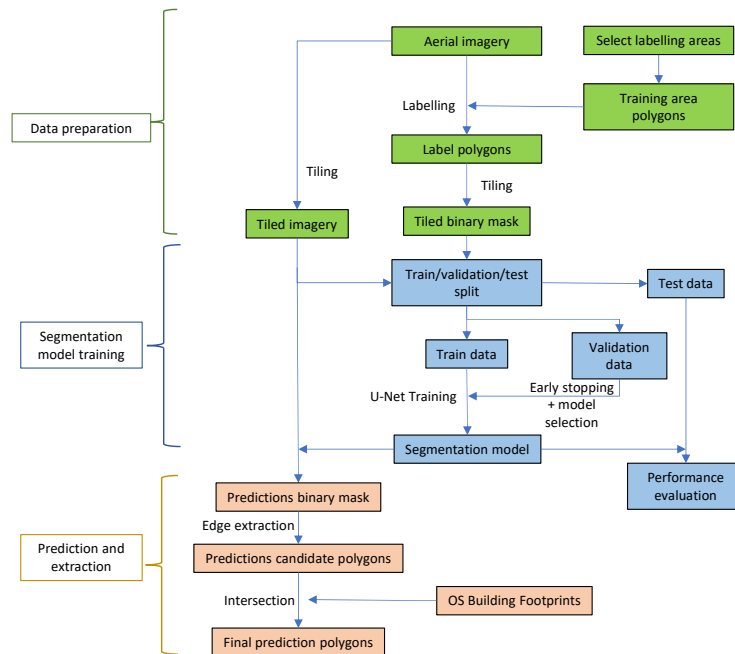 Aerial imagery
Select labelling areas
Labelling
Training area
polygons
Data preparation
Label polygons
Tiling
Tiling
Tiled imagery
Tiled binary mask
Train/validation/test
split
Test data
Segmentation
model training
Train data
Validation
data
U-Net Training
Early stopping
+ model
selection
Segmentation model
Performance
evaluation
Predictions binary mask
Edge extraction
Prediction and
extraction
Predictions candidate polygons
Intersection
OS Building Footprints
Final prediction polygons